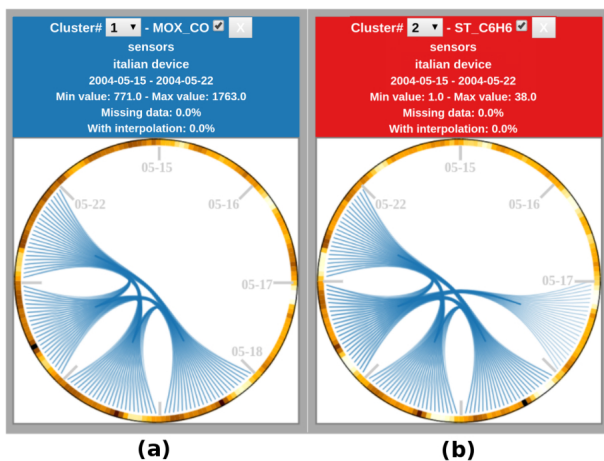 Cluster# 1 - MOX_CO X
sensors
italian device
2004-05-15 - 2004-05-22
Min value: 771.0 - Max value: 1763.0
Missing data: 0.0%
With interpolation: 0.0%
05-15
05-22
05-16
05-17
05-18
(a)
Cluster# 2 - ST_C6H6 X
sensors
italian device
2004-05-15 - 2004-05-22
Min value: 1.0 - Max value: 38.0
Missing data: 0.0%
With interpolation: 0.0%
05-15
05-22
05-16
05-17
(b)